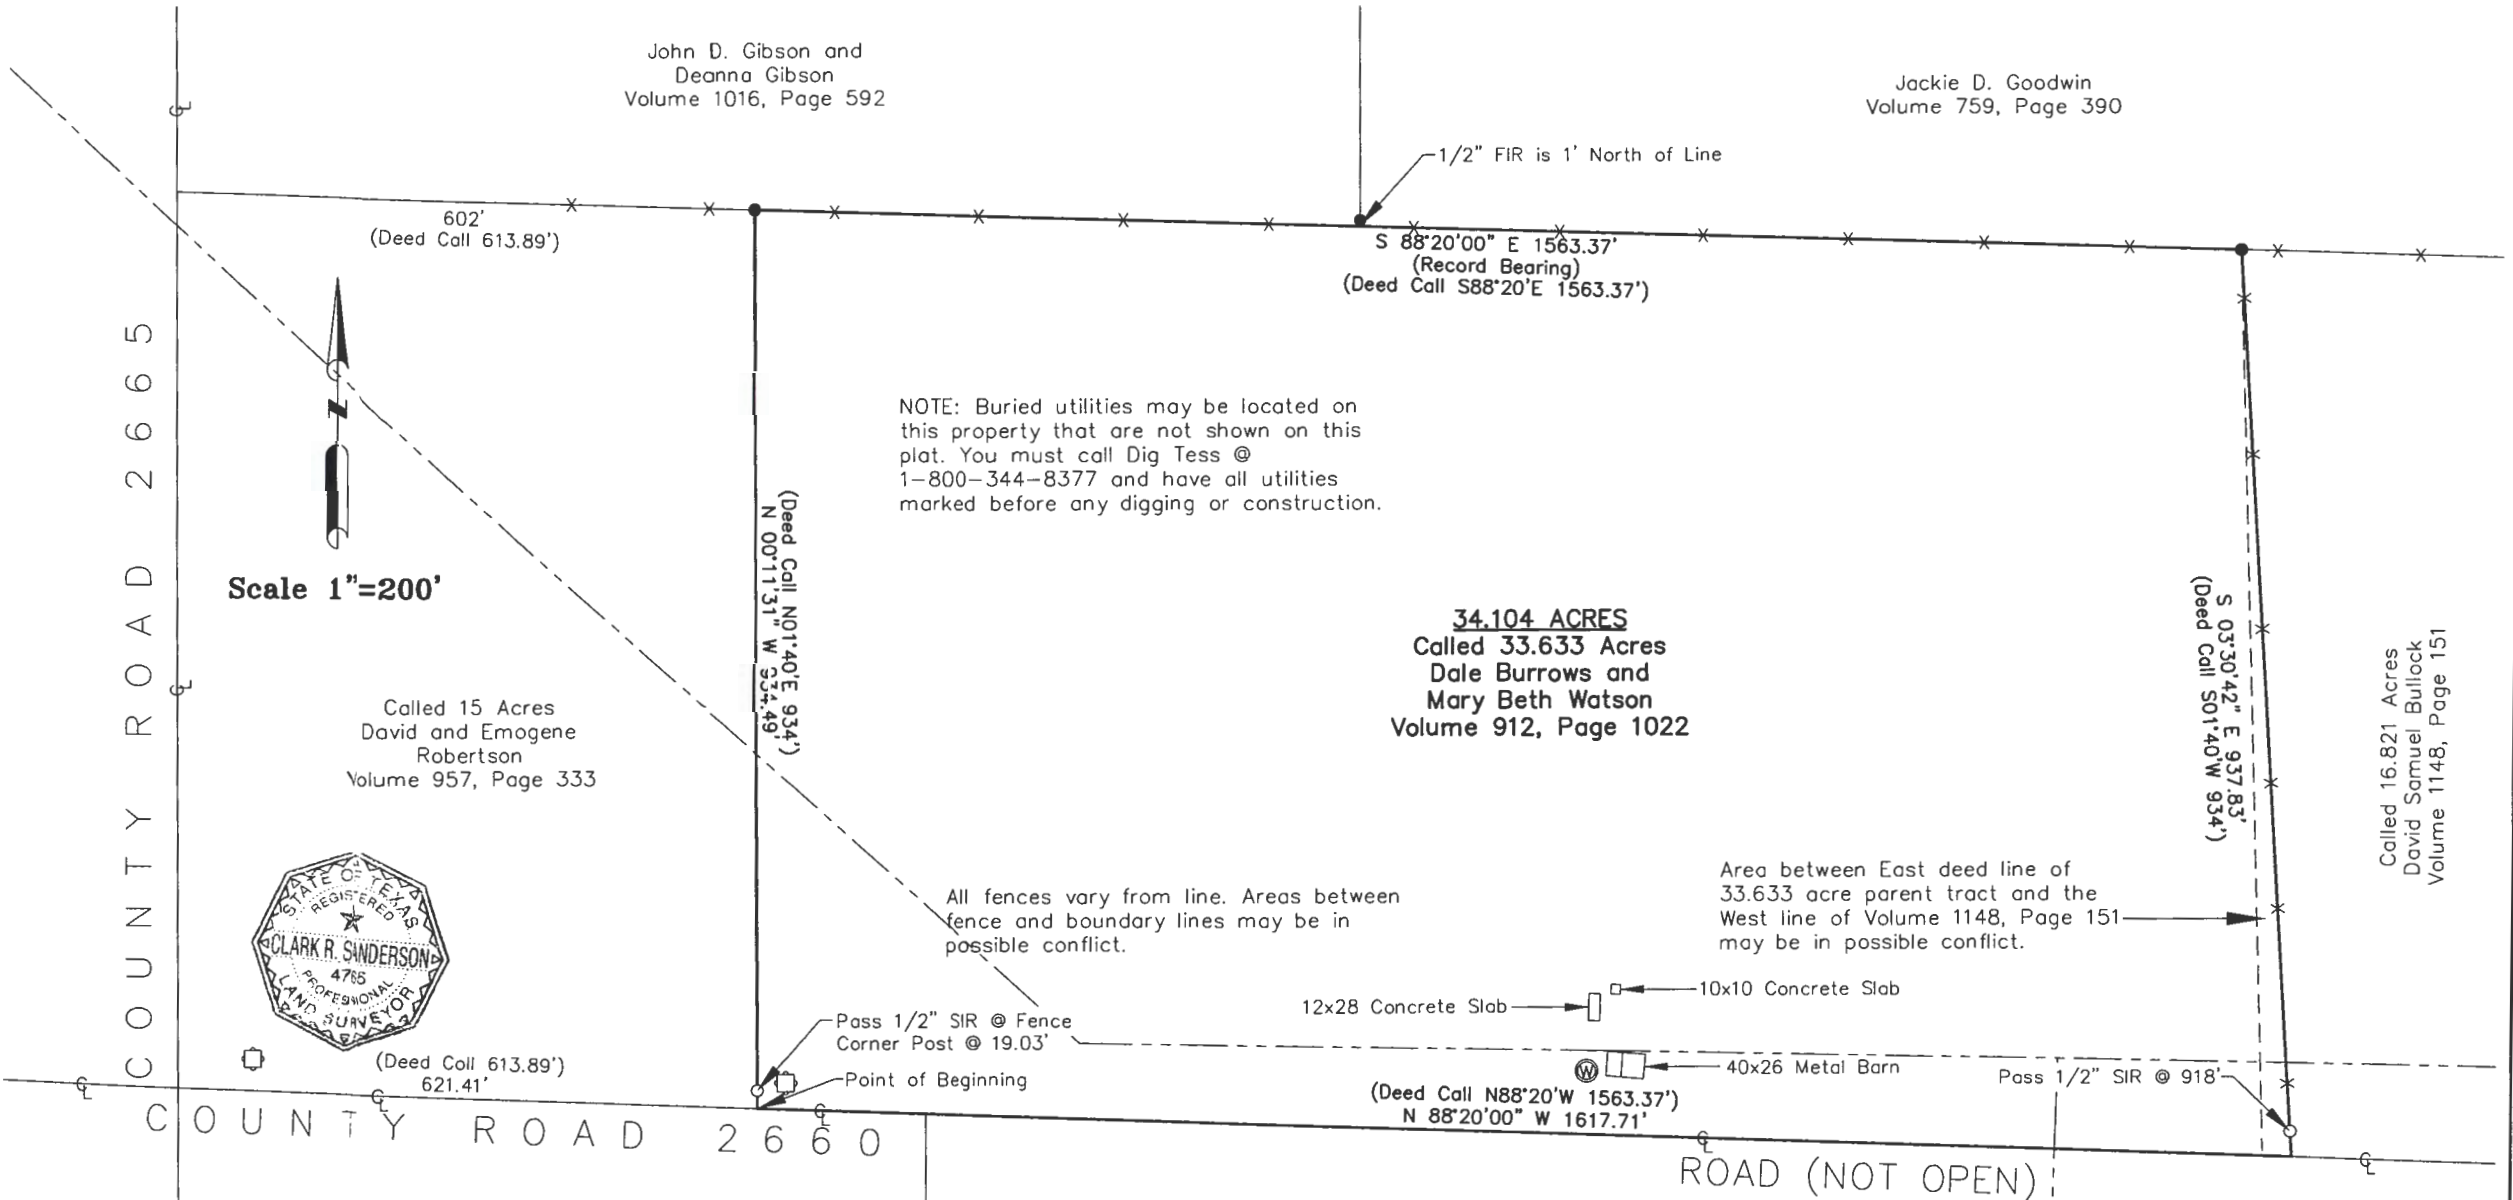 John D. Gibson and
Deanna Gibson
Volume 1016, Page 592
Jackie D. Goodwin
Volume 759, Page 390
1/2" FIR is 1' North of Line
602'
(Deed Call 613.89')
S 88°20'00" E 1563.37'
(Record Bearing)
(Deed Call S88°20'E 1563.37')
COUNTY ROAD 2665
N
Scale 1"=200'
NOTE: Buried utilities may be located on
this property that are not shown on this
plat. You must call Dig Tess @
1-800-344-8377 and have all utilities
marked before any digging or construction.
(Deed Call N01°40'E 934')
N 00°11'31" W 934.49'
34.104 ACRES
Called 33.633 Acres
Dale Burrows and
Mary Beth Watson
Volume 912, Page 1022
S 03°30'42" E 937.83'
(Deed Call S01°40'W 934')
Called 16.821 Acres
David Samuel Bullock
Volume 1148, Page 151
Called 15 Acres
David and Emogene
Robertson
Volume 957, Page 333
STATE OF TEXAS
REGISTERED
CLARK R. SANDERSON
4765
PROFESSIONAL
LAND SURVEYOR
All fences vary from line. Areas between
fence and boundary lines may be in
possible conflict.
Area between East deed line of
33.633 acre parent tract and the
West line of Volume 1148, Page 151
may be in possible conflict.
12x28 Concrete Slab
10x10 Concrete Slab
Pass 1/2" SIR @ Fence
Corner Post @ 19.03'
Point of Beginning
W
40x26 Metal Barn
Pass 1/2" SIR @ 918'
(Deed Call 613.89')
621.41'
(Deed Call N88°20'W 1563.37')
N 88°20'00" W 1617.71'
COUNTY ROAD 2660
ROAD (NOT OPEN)